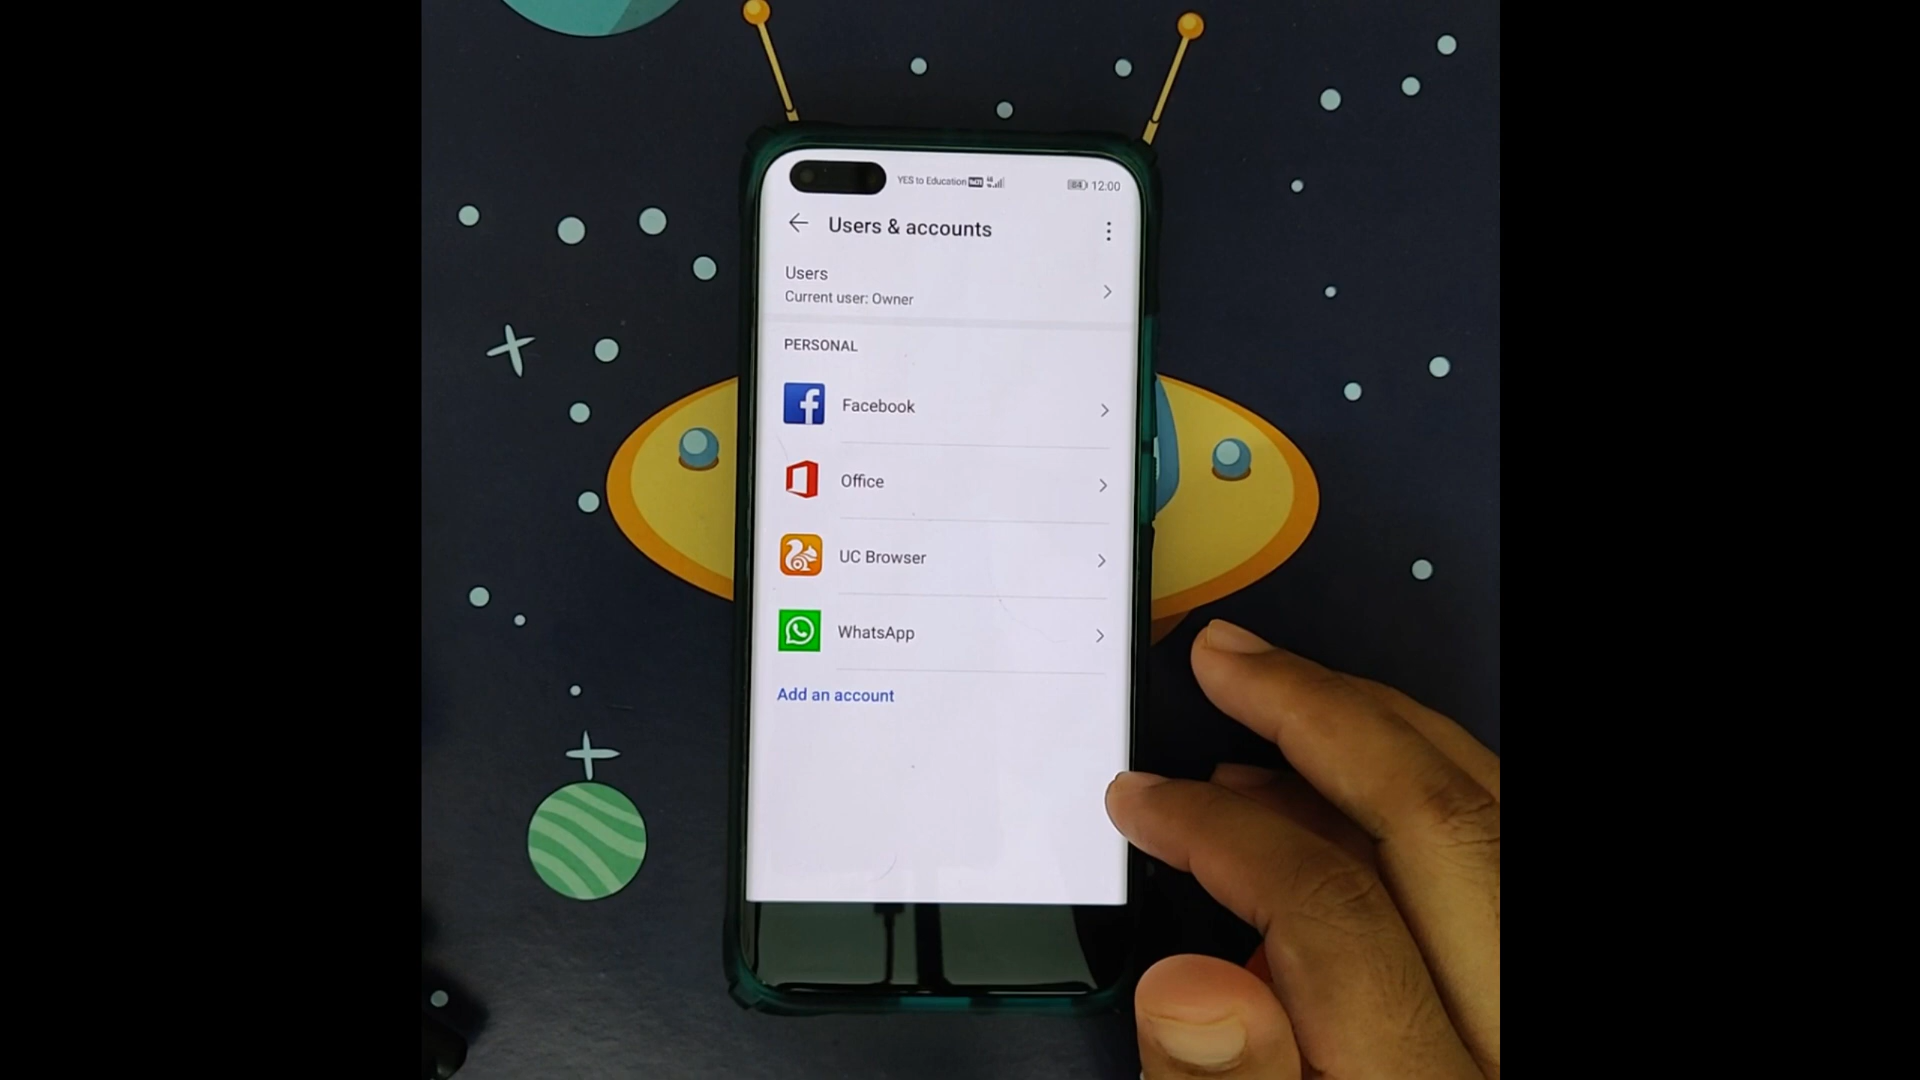 YES to Education
84 12:00
Users & accounts
Users
Current user: Owner
PERSONAL
Facebook
Office
UC Browser
WhatsApp
Add an account